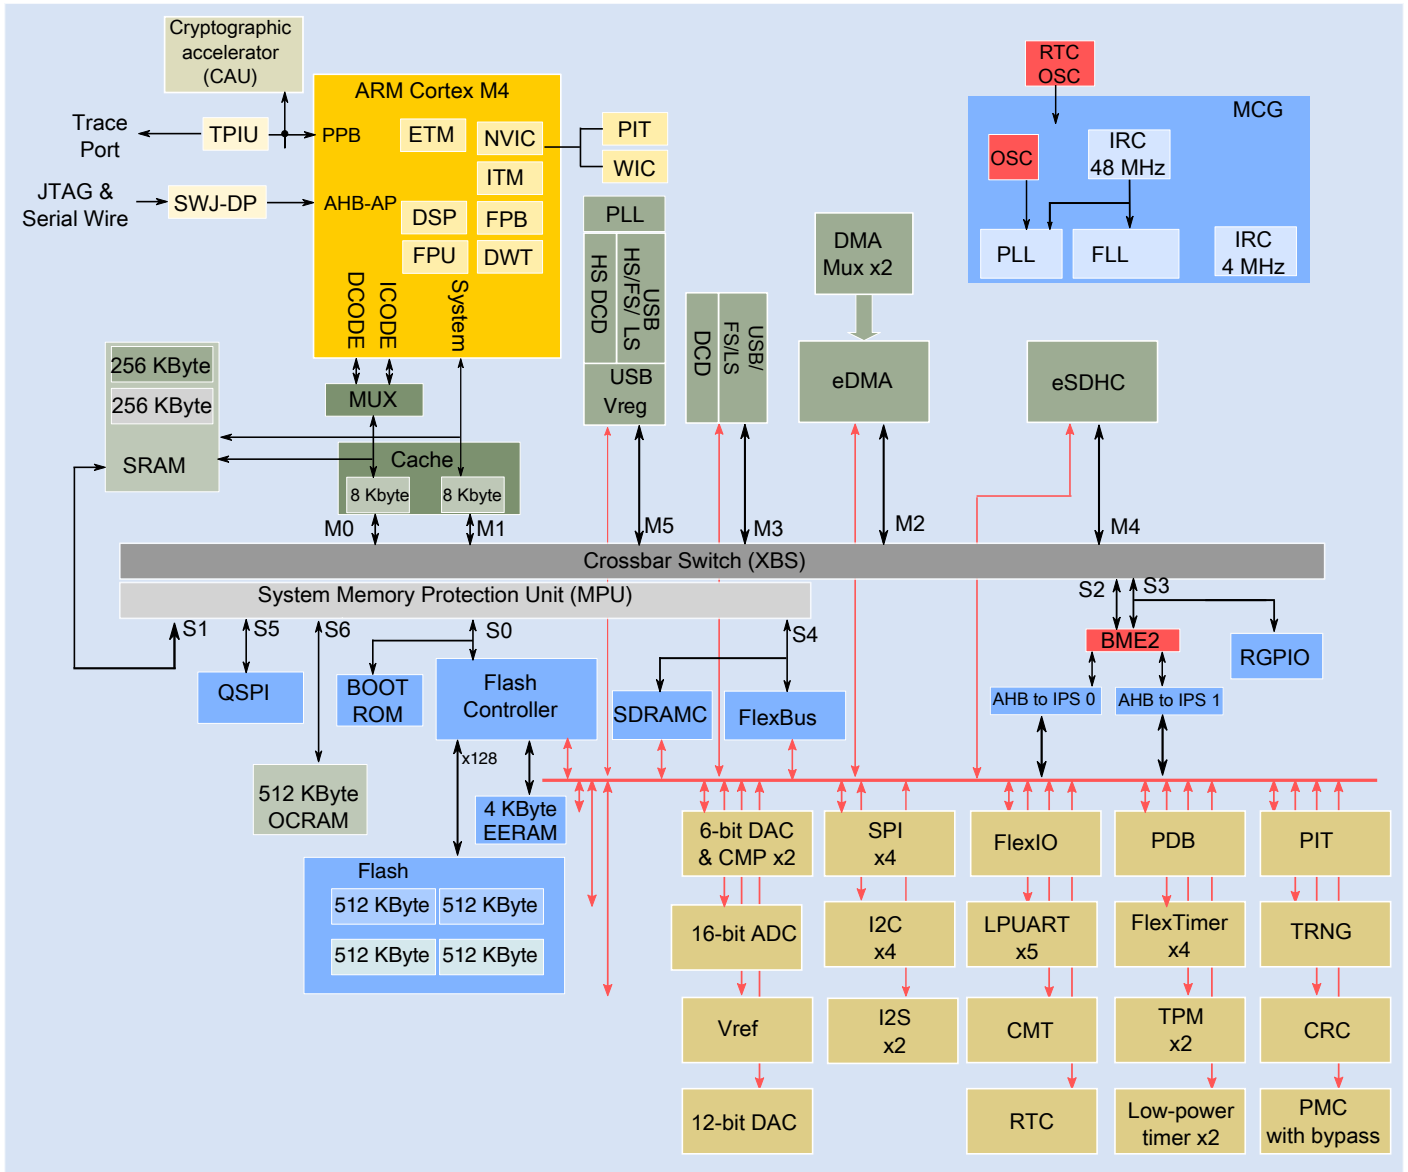 Cryptographic
accelerator
(CAU)
ARM Cortex M4
Trace
Port
TPIU
PPB
ETM
NVIC
PIT
WIC
ITM
JTAG &
Serial Wire
SWJ-DP
AHB-AP
DSP
FPB
FPU
DWT
DCODE
ICODE
System
RTC
OSC
MCG
OSC
IRC
48 MHz
PLL
FLL
IRC
4 MHz
PLL
HS DCD
USB
HS/FS/ LS
USB
Vreg
DCD
USB/
FS/LS
DMA
Mux x2
eDMA
eSDHC
256 KByte
256 KByte
SRAM
MUX
Cache
8 Kbyte
8 Kbyte
M0
M1
M5
M3
M2
M4
Crossbar Switch (XBS)
System Memory Protection Unit (MPU)
S1
S5
S6
S0
S4
S2
S3
BME2
RGPIO
QSPI
BOOT
ROM
Flash
Controller
SDRAMC
FlexBus
AHB to IPS 0
AHB to IPS 1
x128
512 KByte
OCRAM
4 KByte
EERAM
Flash
512 KByte
512 KByte
512 KByte
512 KByte
6-bit DAC
& CMP x2
SPI
x4
FlexIO
PDB
PIT
16-bit ADC
I2C
x4
LPUART
x5
FlexTimer
x4
TRNG
Vref
I2S
x2
CMT
TPM
x2
CRC
12-bit DAC
RTC
Low-power
timer x2
PMC
with bypass